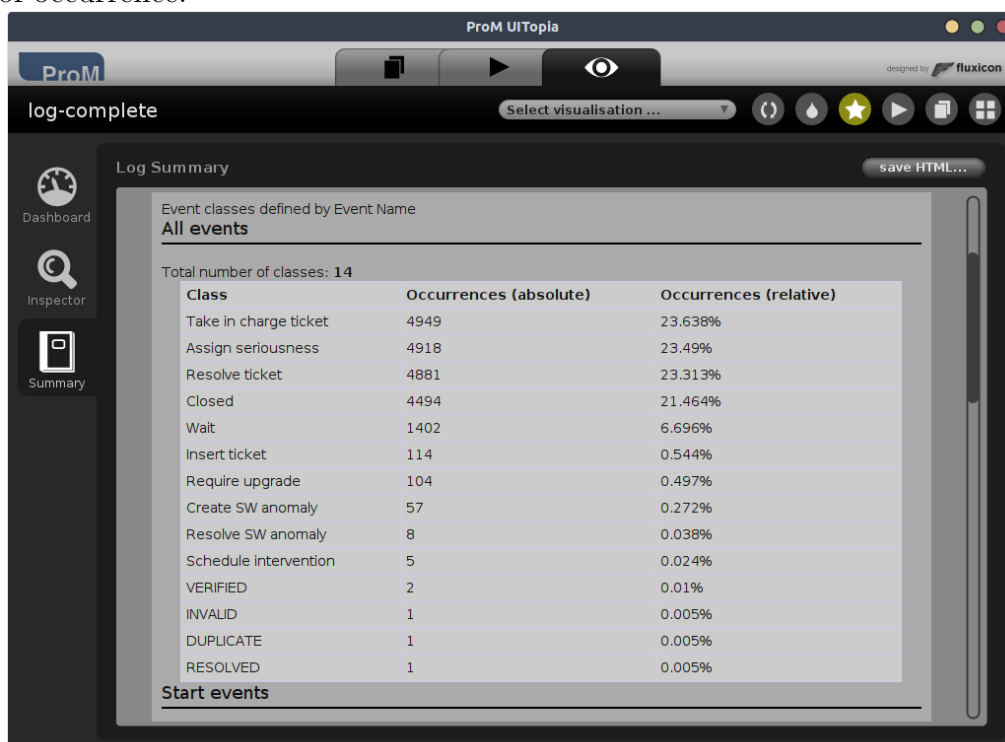 or occurrence.
ProM UITopia
ProM
designed by fluxicon
log-complete
Select visualisation ...
Log Summary
save HTML...
Dashboard
Inspector
Summary
Event classes defined by Event Name
All events
Total number of classes: 14
Class Occurrences (absolute) Occurrences (relative)
Take in charge ticket 4949 23.638%
Assign seriousness 4918 23.49%
Resolve ticket 4881 23.313%
Closed 4494 21.464%
Wait 1402 6.696%
Insert ticket 114 0.544%
Require upgrade 104 0.497%
Create SW anomaly 57 0.272%
Resolve SW anomaly 8 0.038%
Schedule intervention 5 0.024%
VERIFIED 2 0.01%
INVALID 1 0.005%
DUPLICATE 1 0.005%
RESOLVED 1 0.005%
Start events